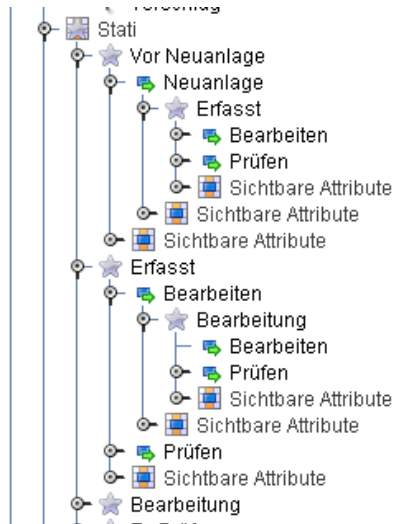 Stati
Vor Neuanlage
Neuanlage
Erfasst
Bearbeiten
Prüfen
Sichtbare Attribute
Sichtbare Attribute
Sichtbare Attribute
Erfasst
Bearbeiten
Bearbeitung
Bearbeiten
Prüfen
Sichtbare Attribute
Sichtbare Attribute
Prüfen
Sichtbare Attribute
Bearbeitung